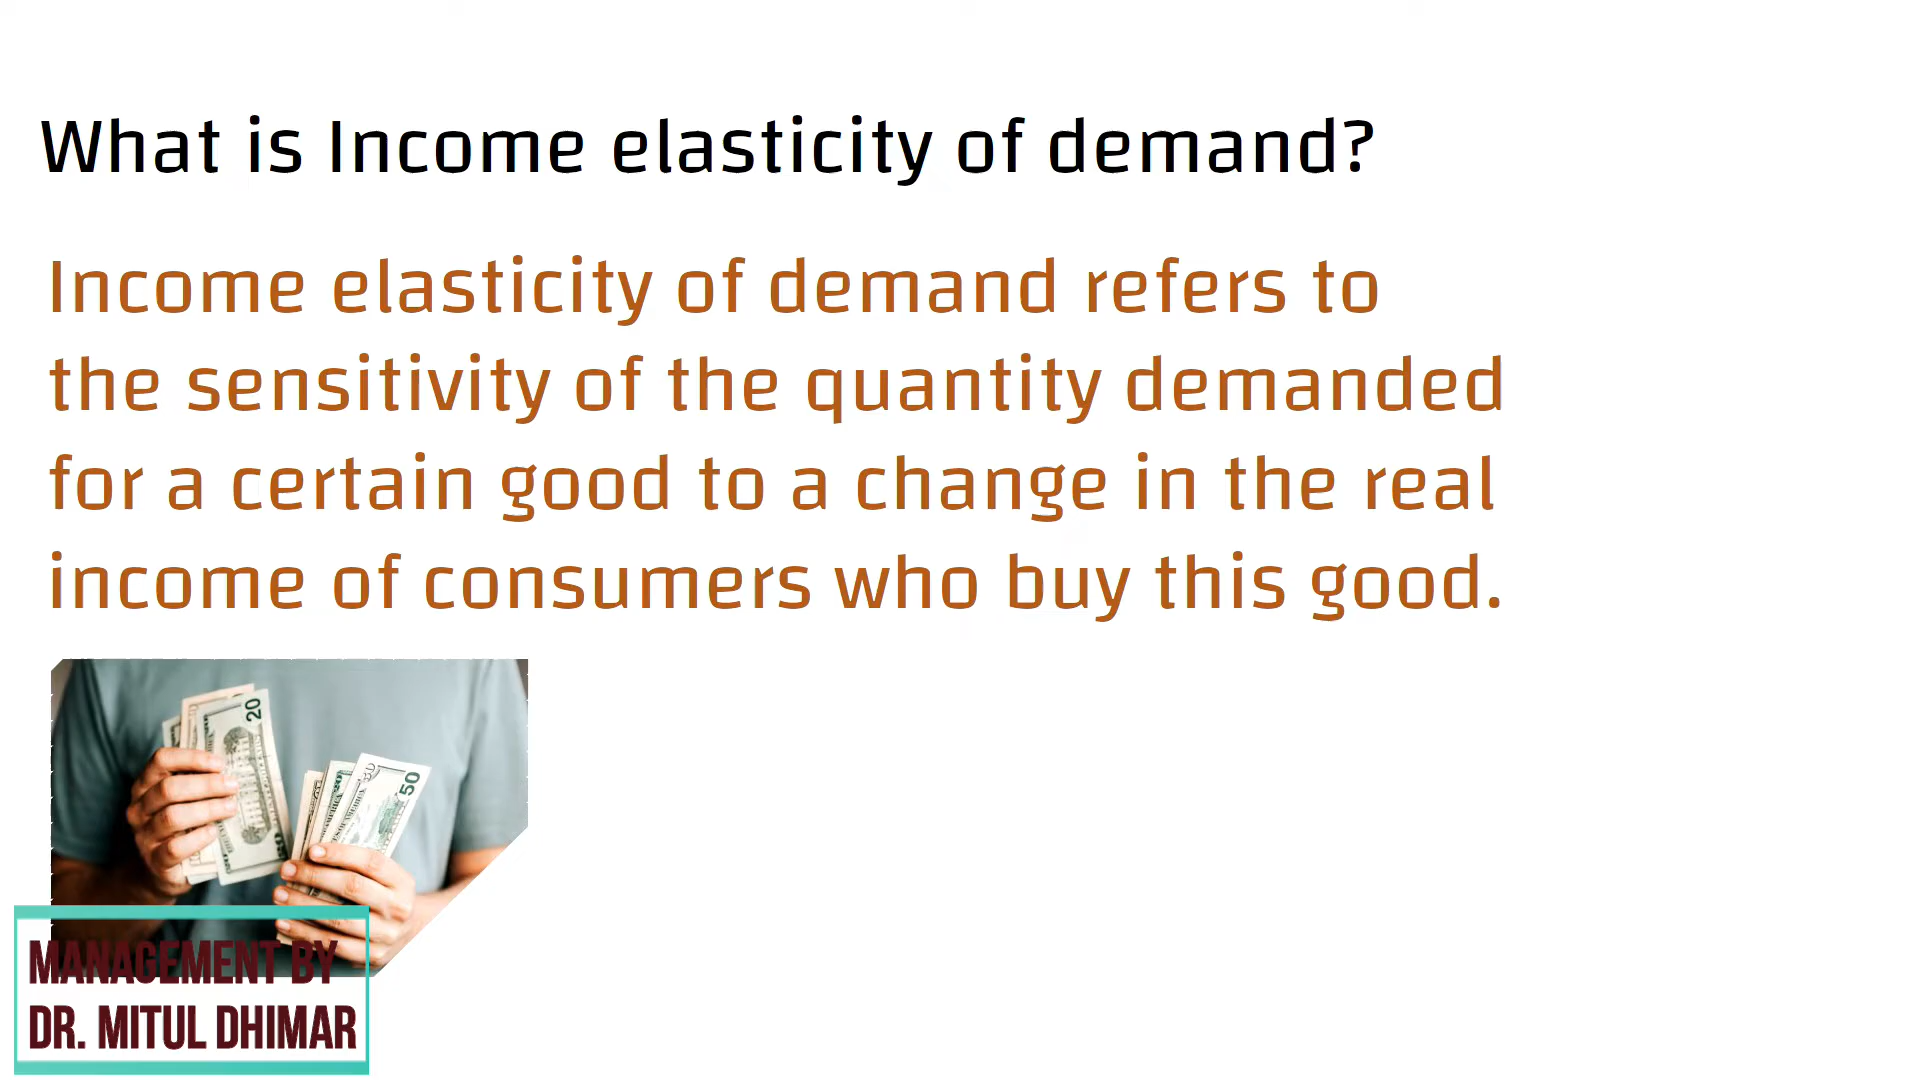 What is Income elasticity of demand?
Income elasticity of demand refers to
the sensitivity of the quantity demanded
for a certain good to a change in the real
income of consumers who buy this good.
20
50
MANAGEMENT BY
DR. MITUL DHIMAR